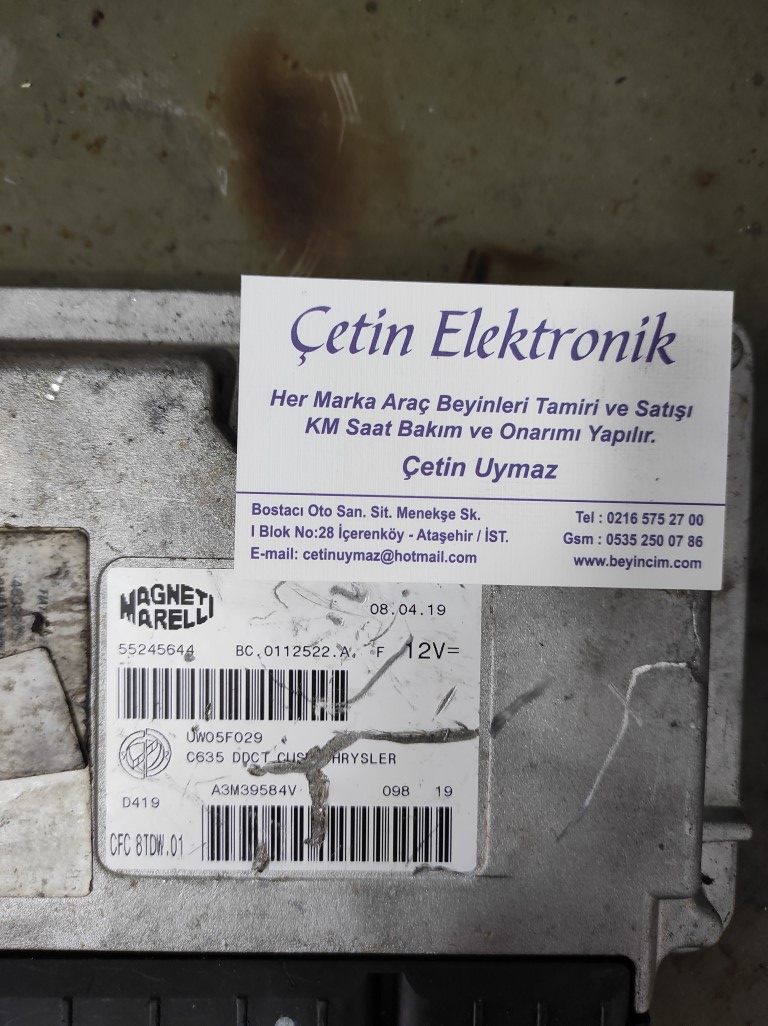 Çetin Elektronik
Her Marka Araç Beyinleri Tamiri ve Satışı
KM Saat Bakım ve Onarımı Yapılır.
Çetin Uymaz
Bostacı Oto San. Sit. Menekşe Sk.
I Blok No:28 İçerenköy - Ataşehir / İST.
E-mail: cetinuymaz@hotmail.com
Tel : 0216 575 27 00
Gsm : 0535 250 07 86
www.beyincim.com
MAGNETI MARELLI
08.04.19
55245644 BC.0112522.A F 12V=
UW05F029
C635 DDCT HRYSLER
A3M39584V 098 19
D419
CFC 8TDW.01